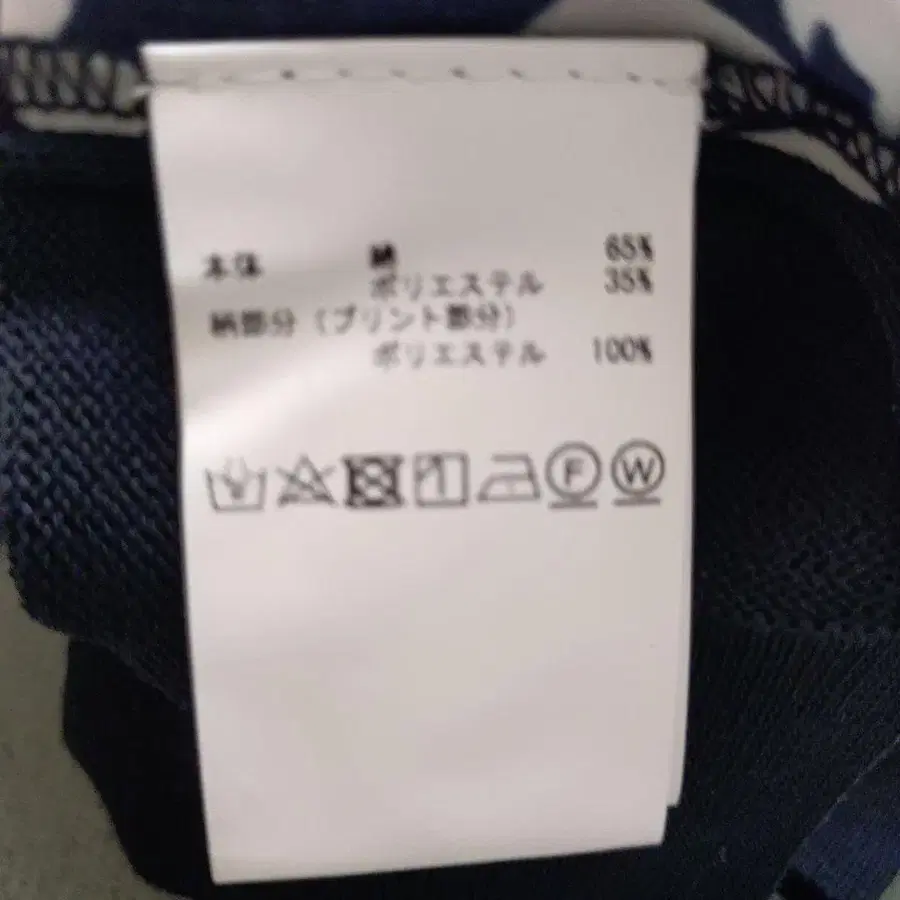 本体 綿 65%
ポリエステル 35%
柄部分（プリント部分）
ポリエステル 100%
F W